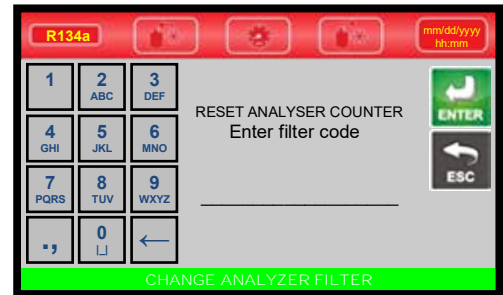 R134a
mm/dd/yyyy
hh:mm
1
2
ABC
3
DEF
4
GHI
5
JKL
6
MNO
7
PQRS
8
TUV
9
WXYZ
.,
0
|_|
←
RESET ANALYSER COUNTER
Enter filter code
ENTER
ESC
CHANGE ANALYZER FILTER